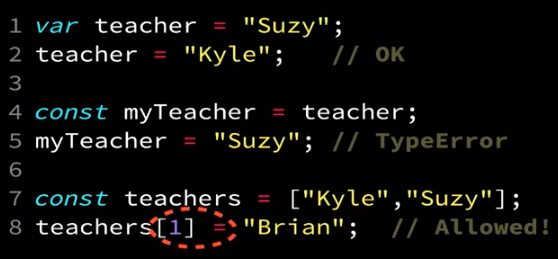 1 var teacher = "Suzy";
2 teacher = "Kyle";   // OK
3
4 const myTeacher = teacher;
5 myTeacher = "Suzy"; // TypeError
6
7 const teachers = ["Kyle","Suzy"];
8 teachers[1] = "Brian";  // Allowed!